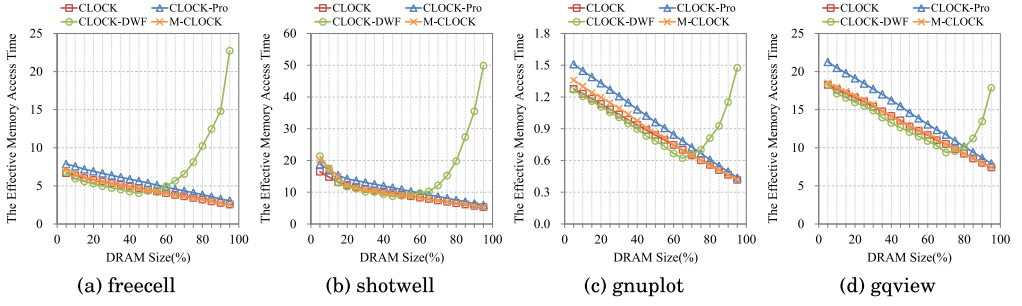 CLOCK CLOCK-Pro
CLOCK-DWF M-CLOCK
The Effective Memory Access Time
25
20
15
10
5
0
0 20 40 60 80 100
DRAM Size(%)
(a) freecell
CLOCK CLOCK-Pro
CLOCK-DWF M-CLOCK
The Effective Memory Access Time
60
50
40
30
20
10
0
0 20 40 60 80 100
DRAM Size(%)
(b) shotwell
CLOCK CLOCK-Pro
CLOCK-DWF M-CLOCK
The Effective Memory Access Time
1.8
1.5
1.2
0.9
0.6
0.3
0.0
0 20 40 60 80 100
DRAM Size(%)
(c) gnuplot
CLOCK CLOCK-Pro
CLOCK-DWF M-CLOCK
The Effective Memory Access Time
25
20
15
10
5
0
0 20 40 60 80 100
DRAM Size(%)
(d) gqview